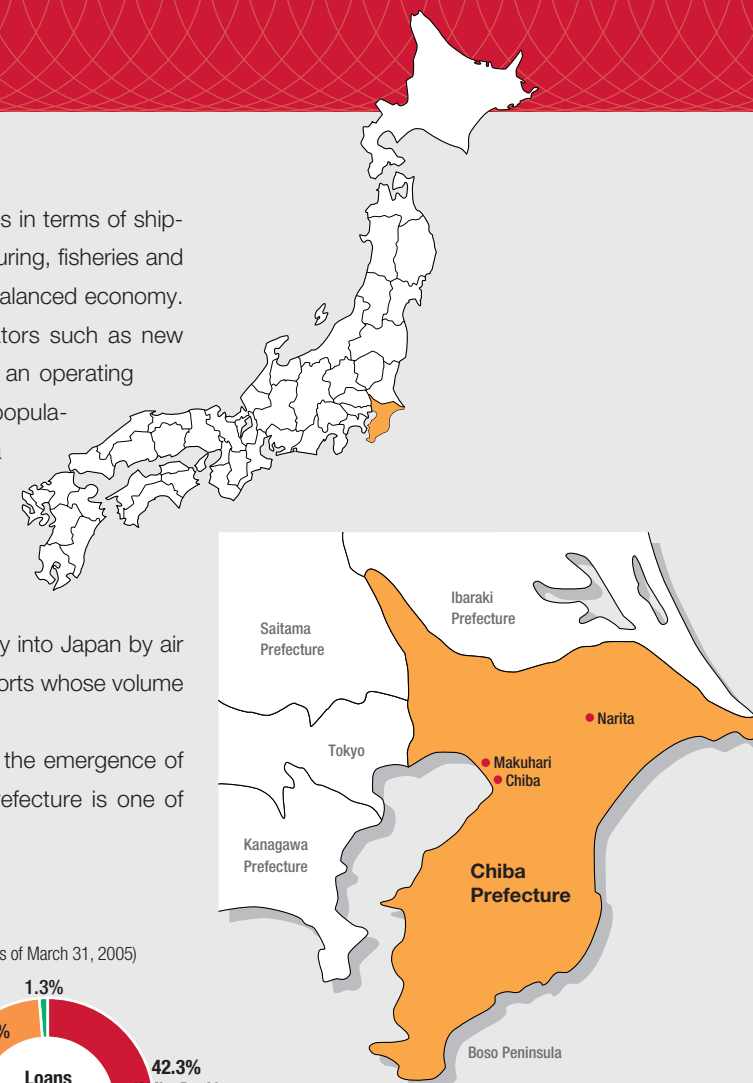 s in terms of ship-
uring, fisheries and
alanced economy.
tors such as new
an operating
popula-
y into Japan by air
orts whose volume
the emergence of
refecture is one of
Ibaraki
Prefecture
Saitama
Prefecture
Narita
Tokyo
Makuhari
Chiba
Kanagawa
Prefecture
Chiba
Prefecture
Boso Peninsula
s of March 31, 2005)
1.3%
%
42.3%
Loans